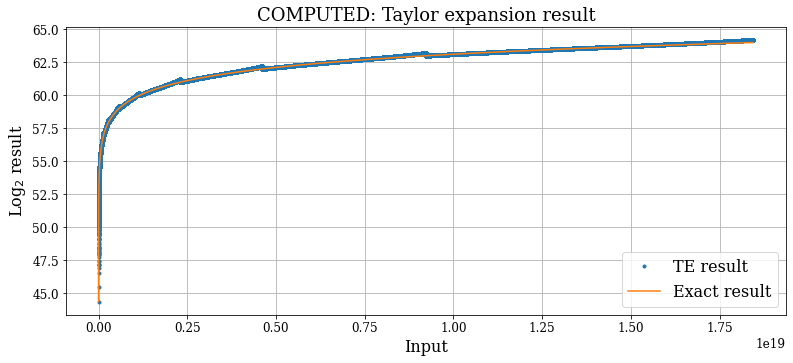 COMPUTED: Taylor expansion result
Log₂ result
65.0
62.5
60.0
57.5
55.0
52.5
50.0
47.5
45.0
TE result
Exact result
0.00 0.25 0.50 0.75 1.00 1.25 1.50 1.75
1e19
Input